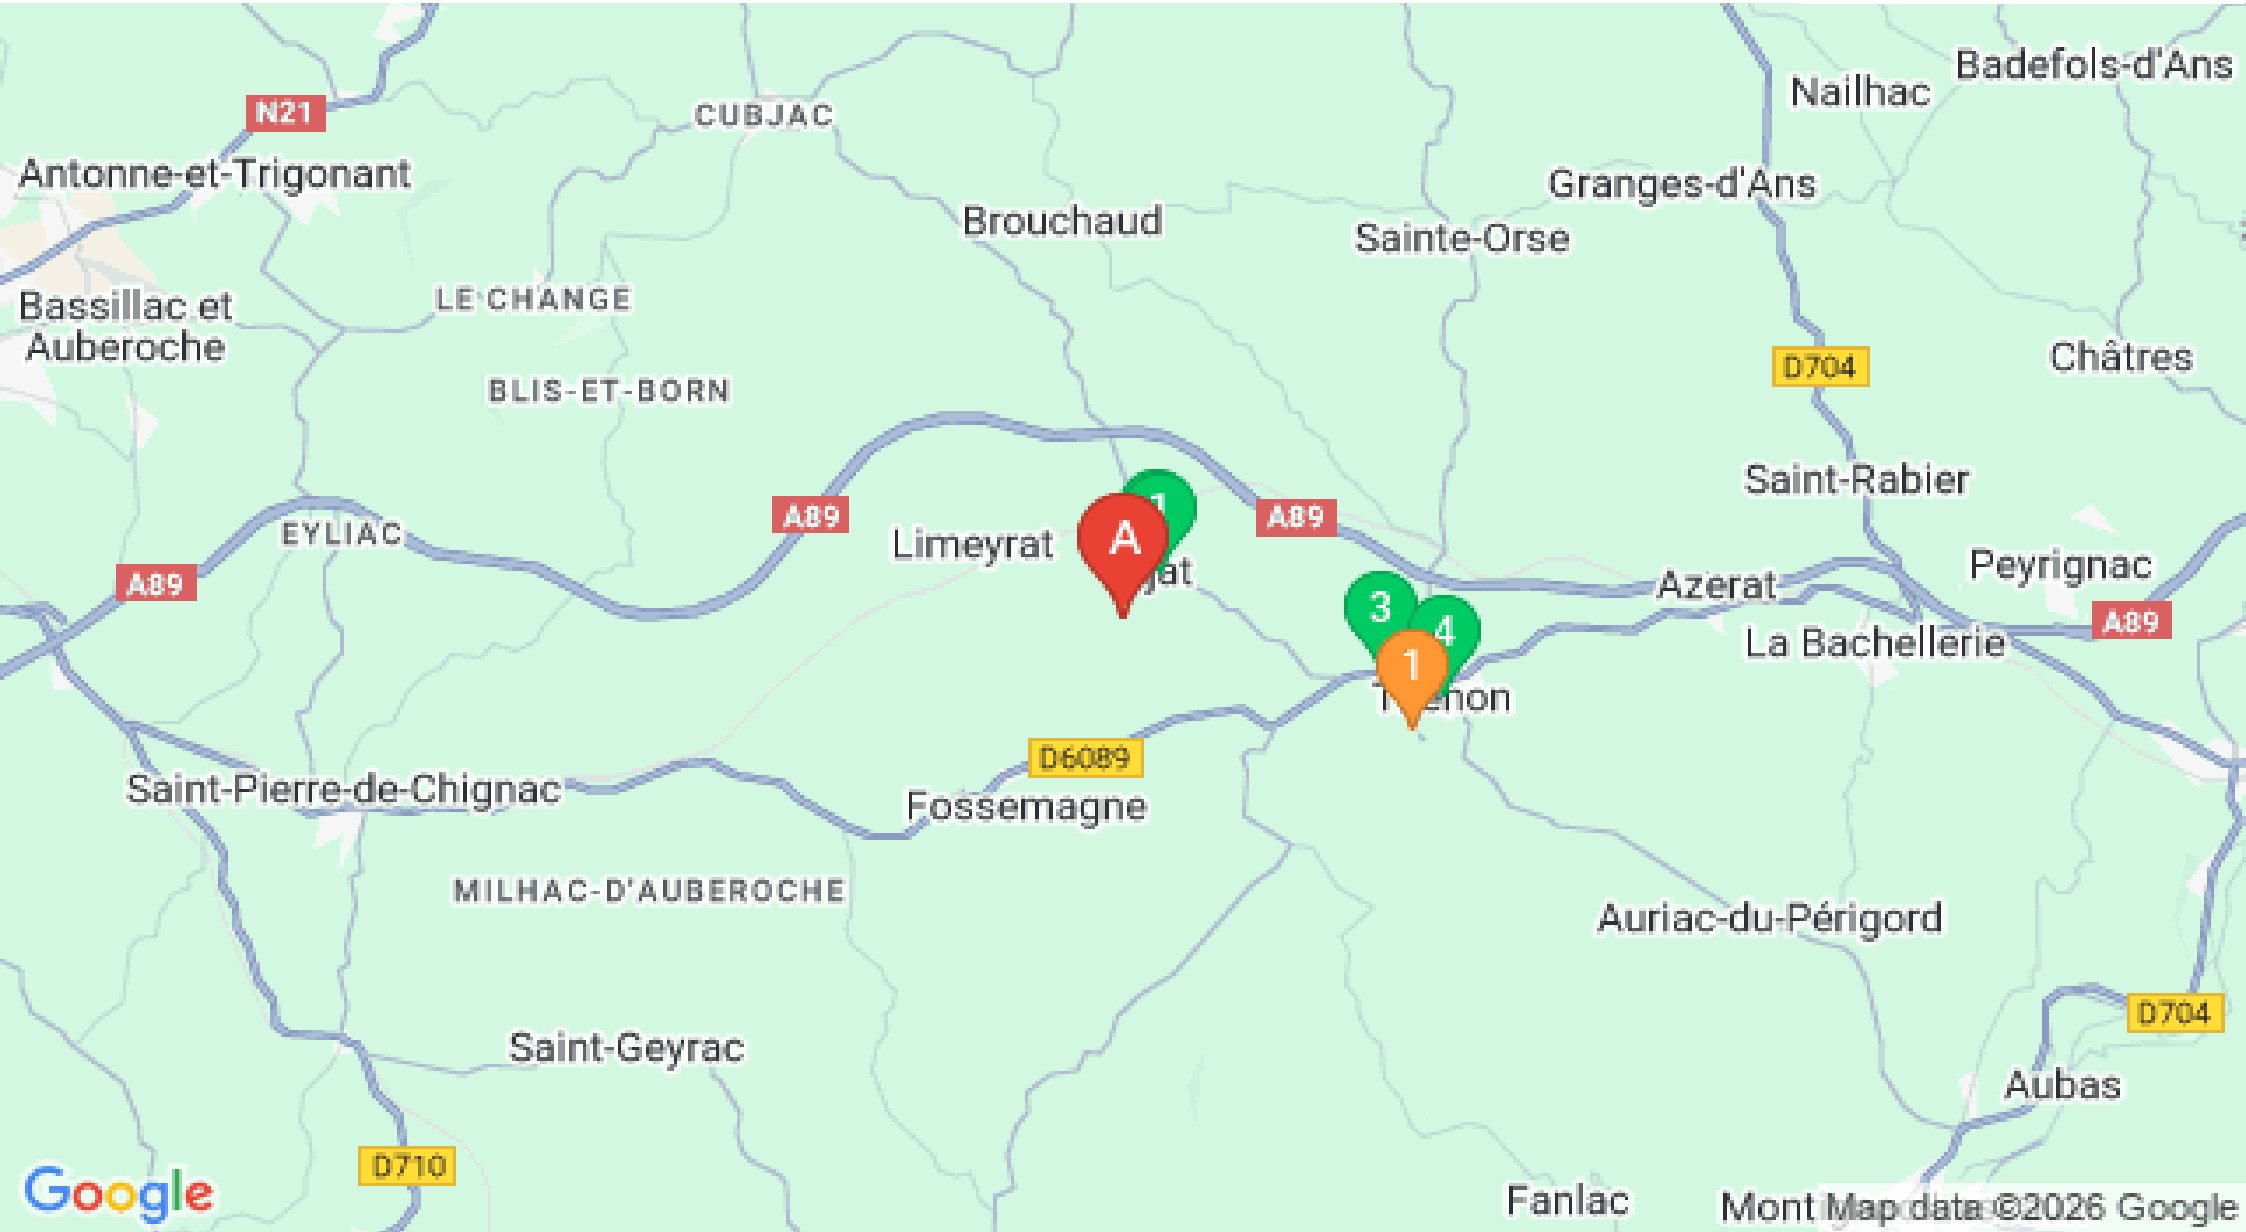 Badefols-d'Ans
Nailhac
N21
CUBJAC
Antonne-et-Trigonant
Granges-d'Ans
Brouchaud
Sainte-Orse
LE CHANGE
Bassillac et
Auberoche
D704
Châtres
BLIS-ET-BORN
Saint-Rabier
1
A89
A89
EYLIAC
A
Limeyrat
Peyrignac
A89
jat
Azerat
3
4
A89
La Bachellerie
1
D6089
Saint-Pierre-de-Chignac
Fossemagne
MILHAC-D'AUBEROCHE
Auriac-du-Périgord
D704
Saint-Geyrac
Aubas
D710
Google
Fanlac
Mont
Map data ©2026 Google